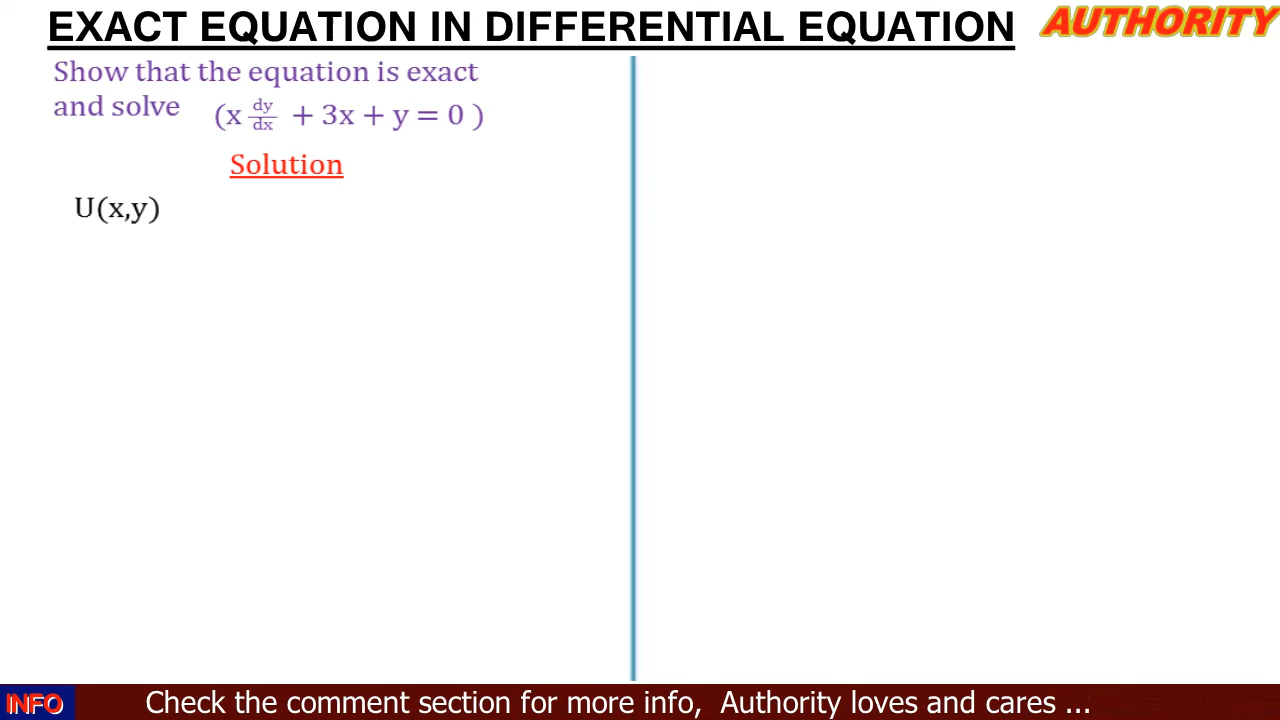 EXACT EQUATION IN DIFFERENTIAL EQUATION
AUTHORITY
Show that the equation is exact
and solve (x dy/dx + 3x + y = 0 )
Solution
U(x,y)
INFO
Check the comment section for more info, Authority loves and cares ...